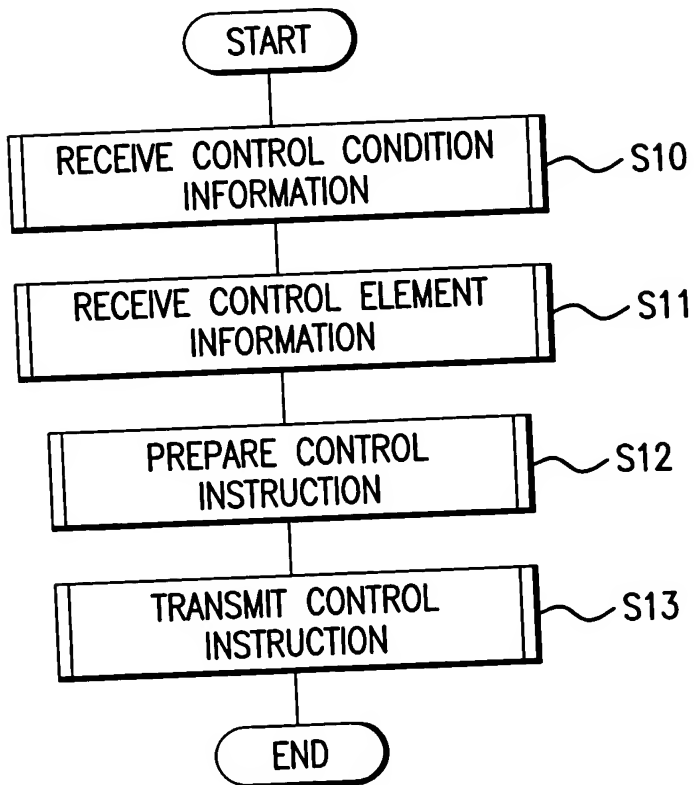 START
RECEIVE CONTROL CONDITION
INFORMATION
S10
RECEIVE CONTROL ELEMENT
INFORMATION
S11
PREPARE CONTROL
INSTRUCTION
S12
TRANSMIT CONTROL
INSTRUCTION
S13
END